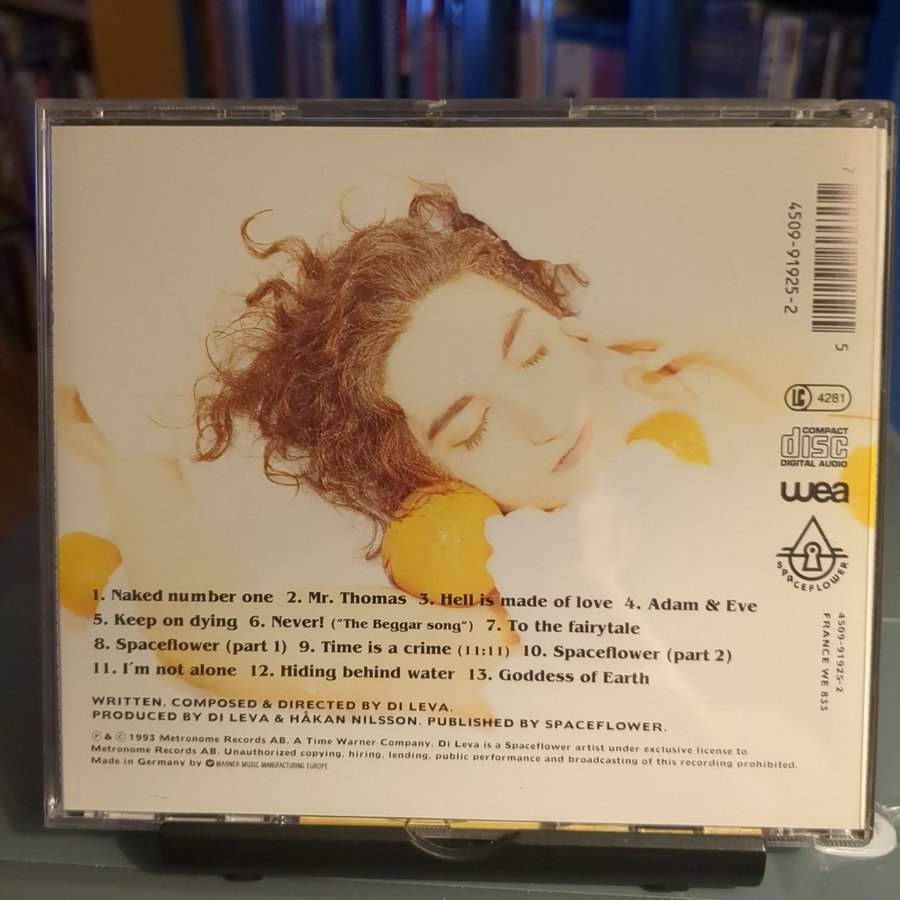 1. Naked number one 2. Mr. Thomas 3. Hell is made of love 4. Adam & Eve
5. Keep on dying 6. Never! ("The Beggar song") 7. To the fairytale
8. Spaceflower (part 1) 9. Time is a crime (11:11) 10. Spaceflower (part 2)
11. I´m not alone 12. Hiding behind water 13. Goddess of Earth
WRITTEN, COMPOSED & DIRECTED BY DI LEVA.
PRODUCED BY DI LEVA & HÅKAN NILSSON. PUBLISHED BY SPACEFLOWER.
℗ & © 1993 Metronome Records AB, A Time Warner Company. Di Leva is a Spaceflower artist under exclusive license to
Metronome Records AB. Unauthorized copying, hiring, lending, public performance and broadcasting of this recording prohibited.
Made in Germany by WARNER MUSIC MANUFACTURING EUROPE
7
4509-91925-2
5
LC 4281
COMPACT
disc
DIGITAL AUDIO
wea
SPACEFLOWER
4509-91925-2
FRANCE WE 833